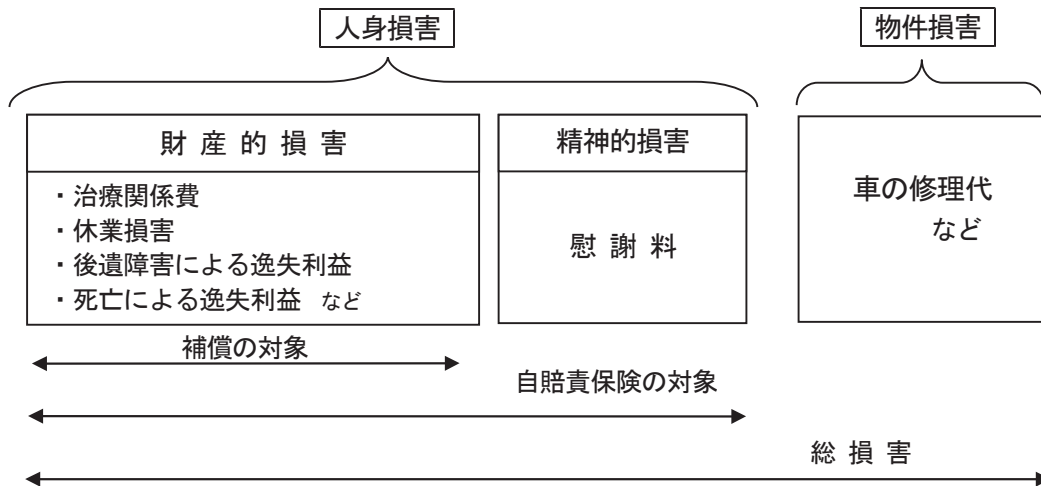 人身損害
物件損害
財産的損害
精神的損害
・治療関係費
・休業損害
・後遺障害による逸失利益
・死亡による逸失利益 など
慰謝料
車の修理代
など
補償の対象
自賠責保険の対象
総損害